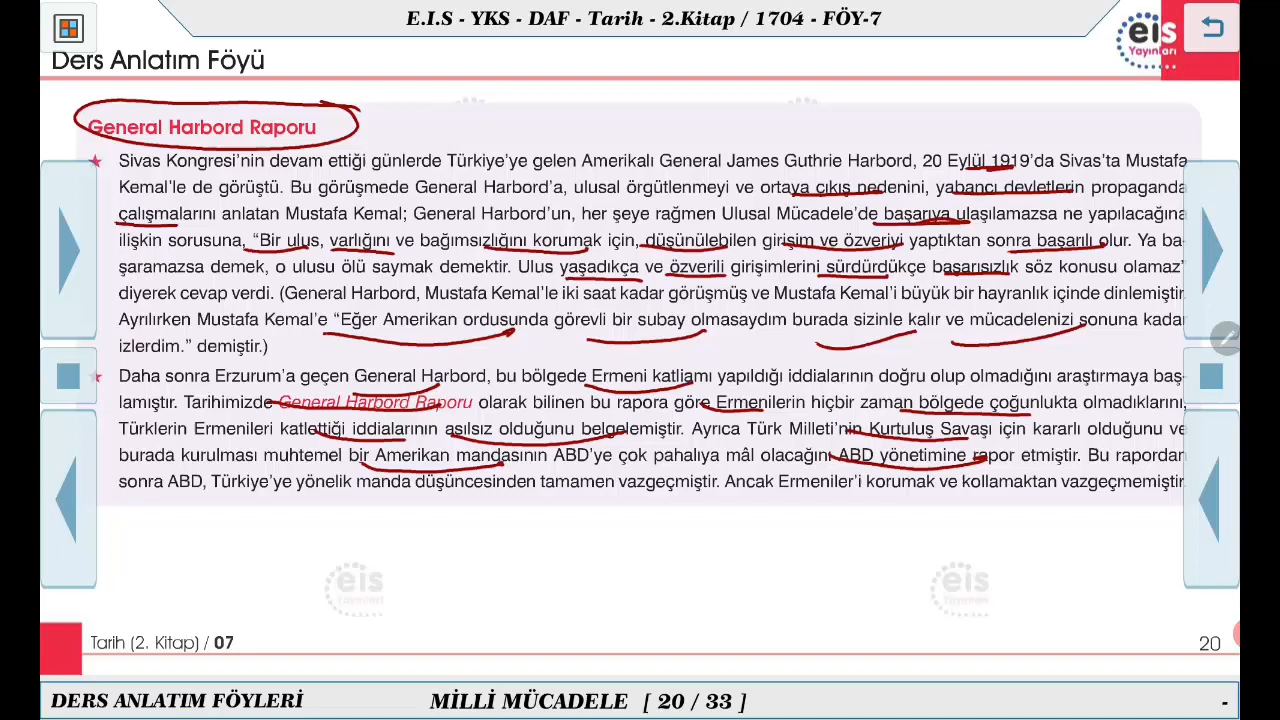 E.I.S - YKS - DAF - Tarih - 2.Kitap / 1704 - FÖY-7
eis
Yayınları
Ders Anlatım Föyü
General Harbord Raporu
Sivas Kongresi’nin devam ettiği günlerde Türkiye’ye gelen Amerikalı General James Guthrie Harbord, 20 Eylül 1919’da Sivas’ta Mustafa
Kemal’le de görüştü. Bu görüşmede General Harbord’a, ulusal örgütlenmeyi ve ortaya çıkış nedenini, yabancı devletlerin propaganda
çalışmalarını anlatan Mustafa Kemal; General Harbord’un, her şeye rağmen Ulusal Mücadele’de başarıya ulaşılamazsa ne yapılacağına
ilişkin sorusuna, “Bir ulus, varlığını ve bağımsızlığını korumak için, düşünülebilen girişim ve özveriyi yaptıktan sonra başarılı olur. Ya ba-
şaramazsa demek, o ulusu ölü saymak demektir. Ulus yaşadıkça ve özverili girişimlerini sürdürdükçe başarısızlık söz konusu olamaz”
diyerek cevap verdi. (General Harbord, Mustafa Kemal’le iki saat kadar görüşmüş ve Mustafa Kemal’i büyük bir hayranlık içinde dinlemiştir.
Ayrılırken Mustafa Kemal’e “Eğer Amerikan ordusunda görevli bir subay olmasaydım burada sizinle kalır ve mücadelenizi sonuna kadar
izlerdim.” demiştir.)
Daha sonra Erzurum’a geçen General Harbord, bu bölgede Ermeni katliamı yapıldığı iddialarının doğru olup olmadığını araştırmaya baş-
lamıştır. Tarihimizde General Harbord Raporu olarak bilinen bu rapora göre Ermenilerin hiçbir zaman bölgede çoğunlukta olmadıklarını,
Türklerin Ermenileri katlettiği iddialarının asılsız olduğunu belgelemiştir. Ayrıca Türk Milleti’nin Kurtuluş Savaşı için kararlı olduğunu ve
burada kurulması muhtemel bir Amerikan mandasının ABD’ye çok pahalıya mâl olacağını ABD yönetimine rapor etmiştir. Bu rapordan
sonra ABD, Türkiye’ye yönelik manda düşüncesinden tamamen vazgeçmiştir. Ancak Ermeniler’i korumak ve kollamaktan vazgeçmemiştir.
eis
Yayınları
eis
Yayınları
Tarih (2. Kitap) / 07
20
DERS ANLATIM FÖYLERİ
MİLLİ MÜCADELE [ 20 / 33 ]
-